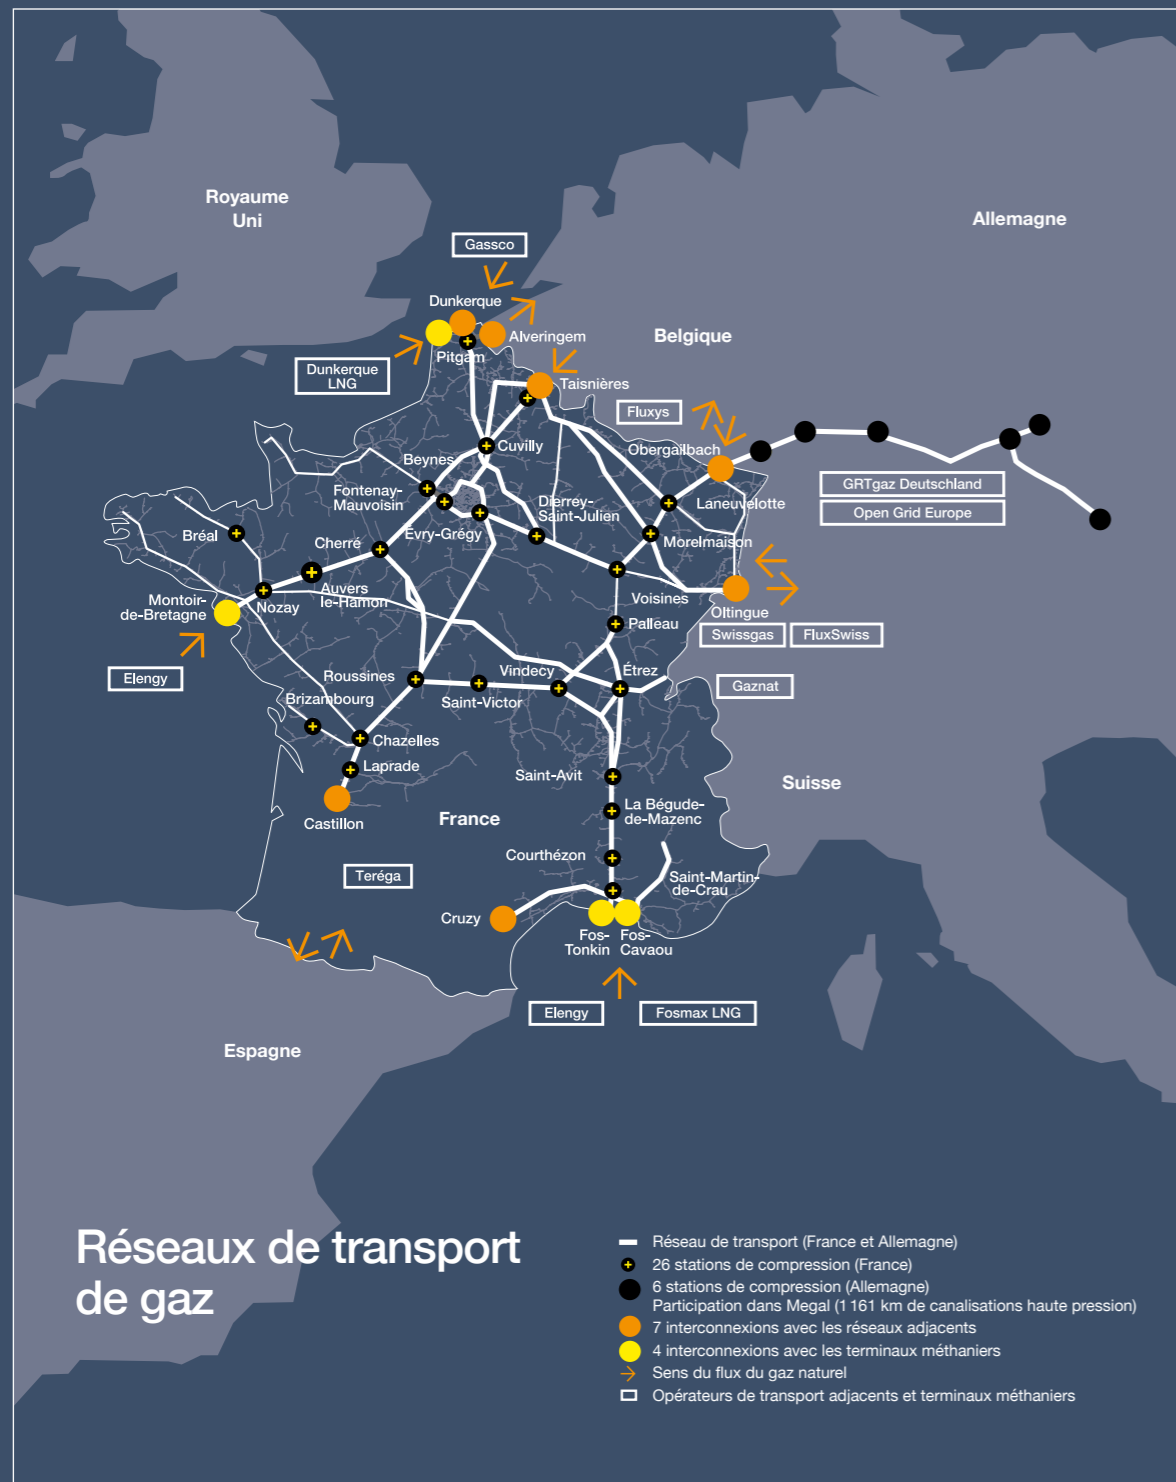 Royaume
Uni
Allemagne
Gassco
Dunkerque
Alveringem
Belgique
Pitgam
Dunkerque
LNG
Taisnières
Fluxys
Obergailbach
Cuvilly
Beynes
GRTgaz Deutschland
Open Grid Europe
Fontenay-
Mauvoisin
Dierrey-
Saint-Julien
Laneuvelotte
Évry-Grégy
Bréal
Cherré
Morelmaison
Auvers
le-Hamon
Montoir-
de-Bretagne
Nozay
Voisines
Oltingue
Palleau
Swissgas
FluxSwiss
Elengy
Roussines
Vindecy
Étrez
Gaznat
Brizambourg
Saint-Victor
Chazelles
Laprade
Saint-Avit
Suisse
Castillon
France
La Bégude-
de-Mazenc
Courthézon
Teréga
Saint-Martin-
de-Crau
Cruzy
Fos-
Tonkin
Fos-
Cavaou
Elengy
Fosmax LNG
Espagne
Réseaux de transport
de gaz
Réseau de transport (France et Allemagne)
26 stations de compression (France)
6 stations de compression (Allemagne)
Participation dans Megal (1 161 km de canalisations haute pression)
7 interconnexions avec les réseaux adjacents
4 interconnexions avec les terminaux méthaniers
Sens du flux du gaz naturel
Opérateurs de transport adjacents et terminaux méthaniers